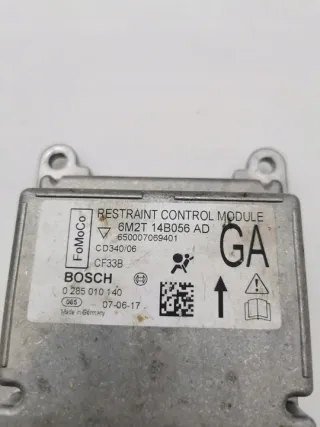 FoMoCo
RESTRAINT CONTROL MODULE
6M2T 14B056 AD
650007069401
CD340/06
CF33B
GA
BOSCH
0 285 010 140
065 07-06-17
Made in Germany